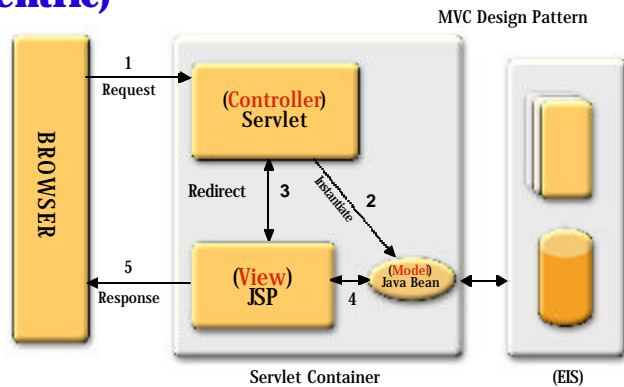 MVC Design Pattern
BROWSER
1
Request
(Controller)
Servlet
Redirect
3
Instantiate
2
5
Response
(View)
JSP
4
(Model)
Java Bean
Servlet Container
(EIS)